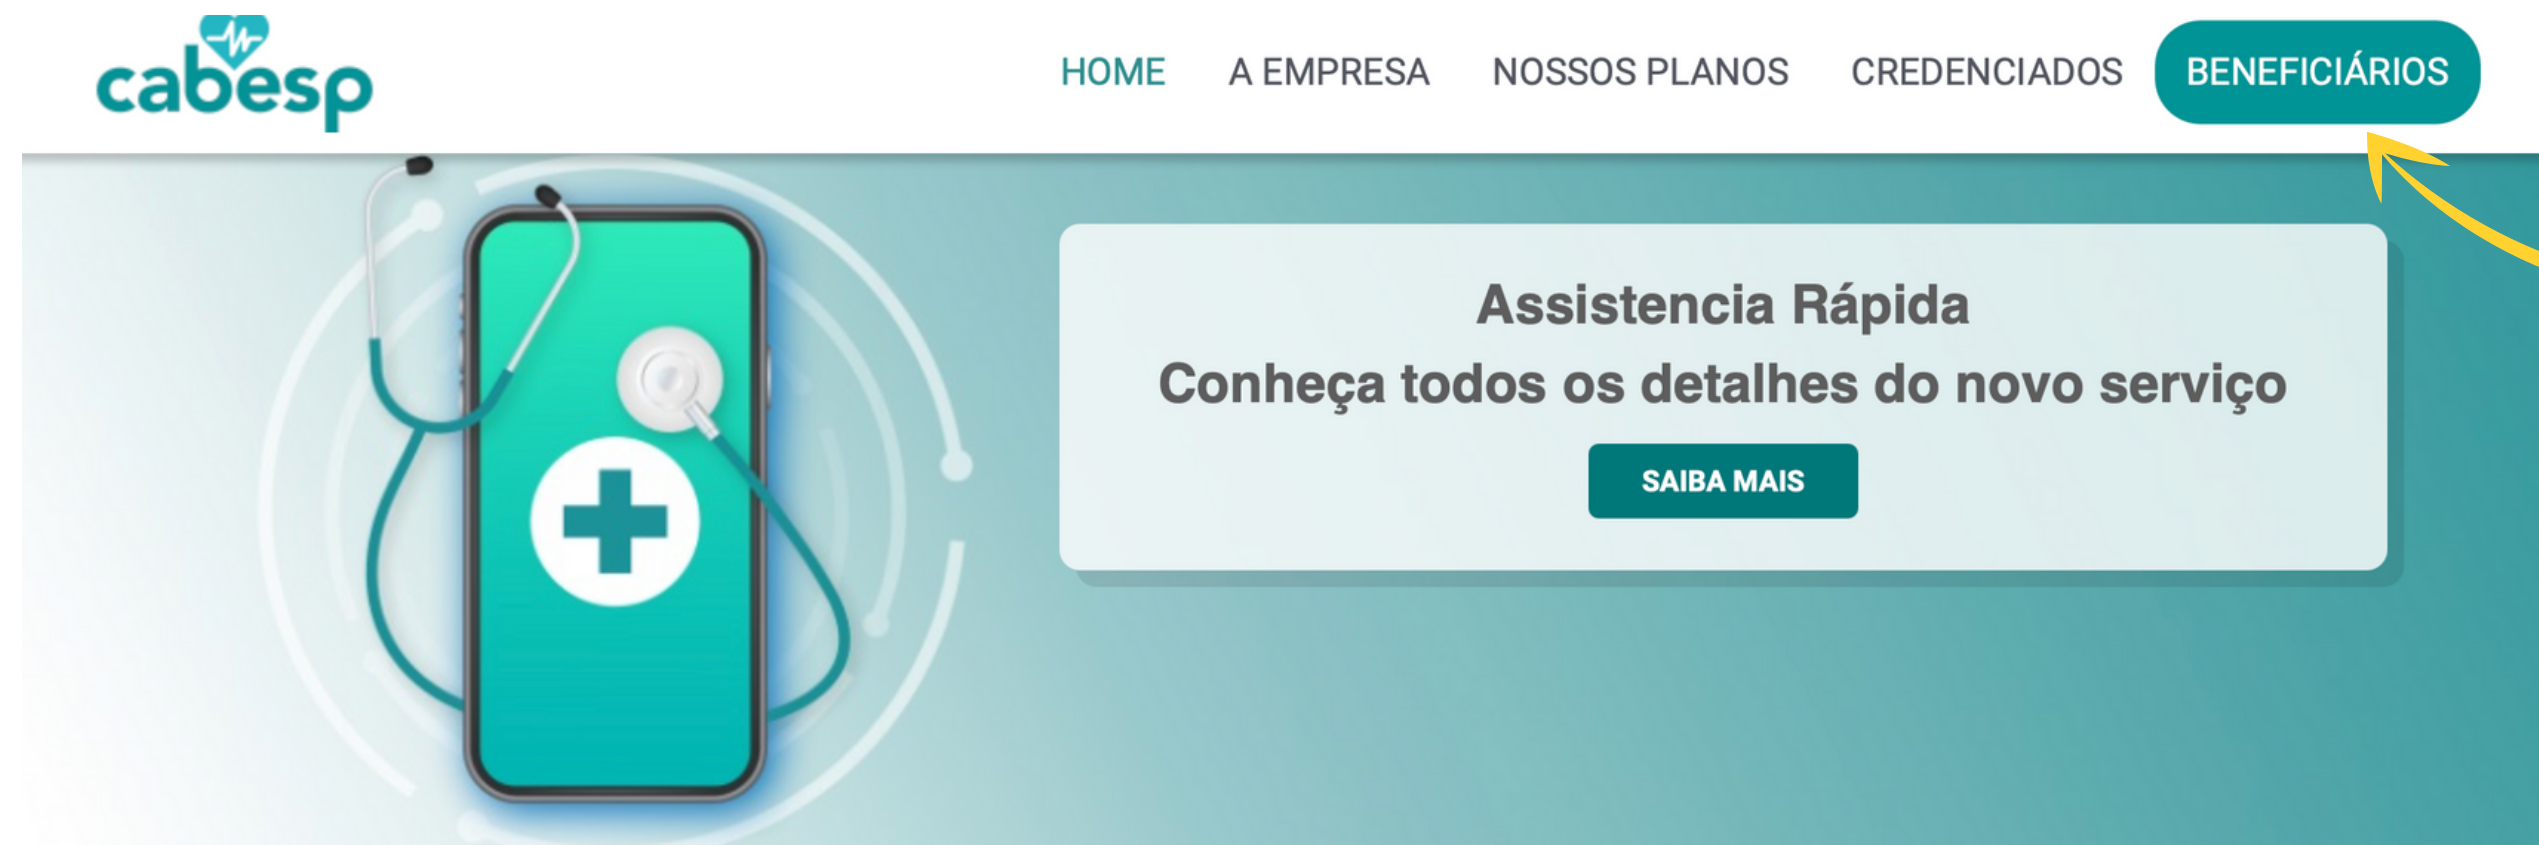 cabesp
HOME A EMPRESA NOSSOS PLANOS CREDENCIADOS BENEFICIÁRIOS
Assistencia Rápida
Conheça todos os detalhes do novo serviço
SAIBA MAIS